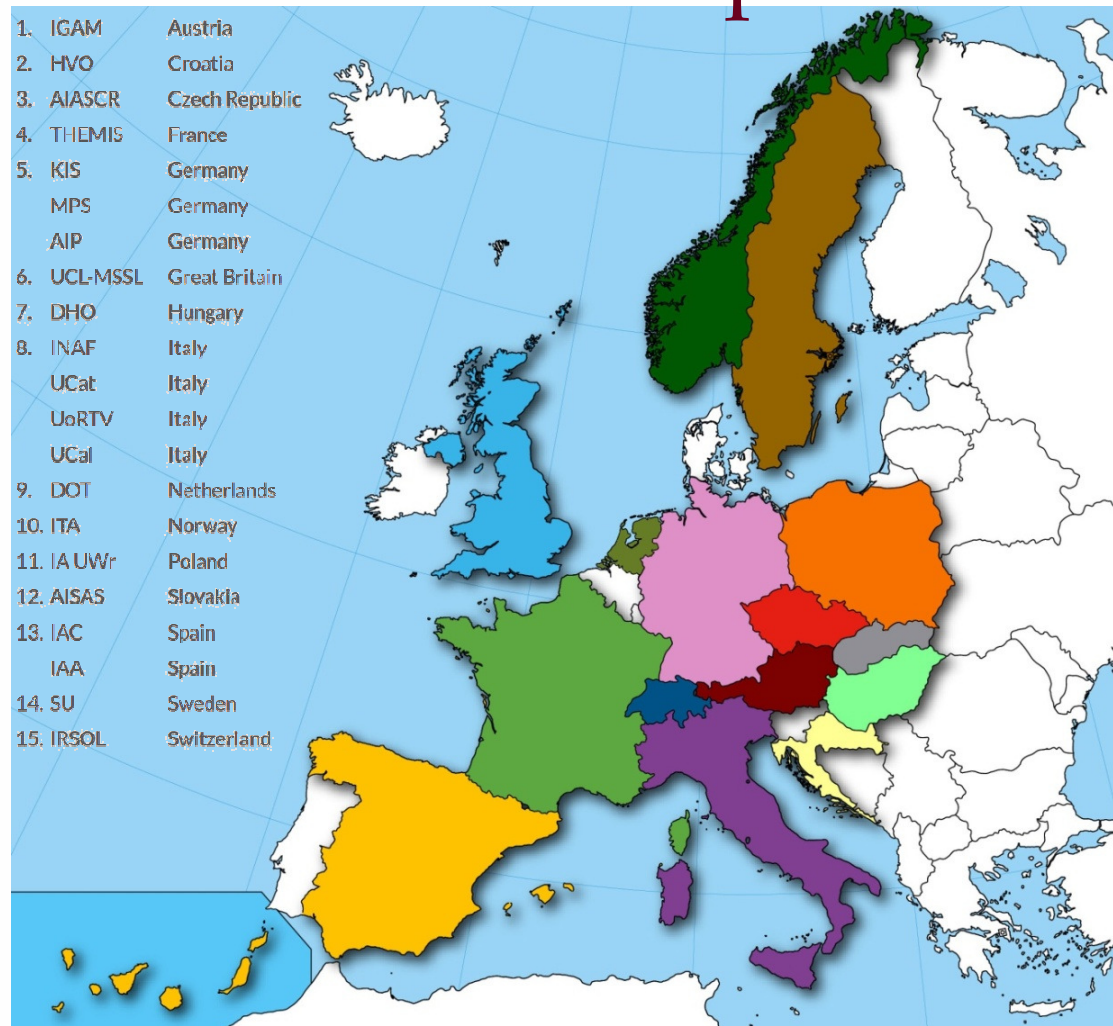 1. IGAM Austria
2. HVO Croatia
3. AIASCR Czech Republic
4. THEMIS France
5. KIS Germany
MPS Germany
AIP Germany
6. UCL-MSSL Great Britain
7. DHO Hungary
8. INAF Italy
UCat Italy
UoRTV Italy
UCal Italy
9. DOT Netherlands
10. ITA Norway
11. IA UWr Poland
12. AISAS Slovakia
13. IAC Spain
IAA Spain
14. SU Sweden
15. IRSOL Switzerland